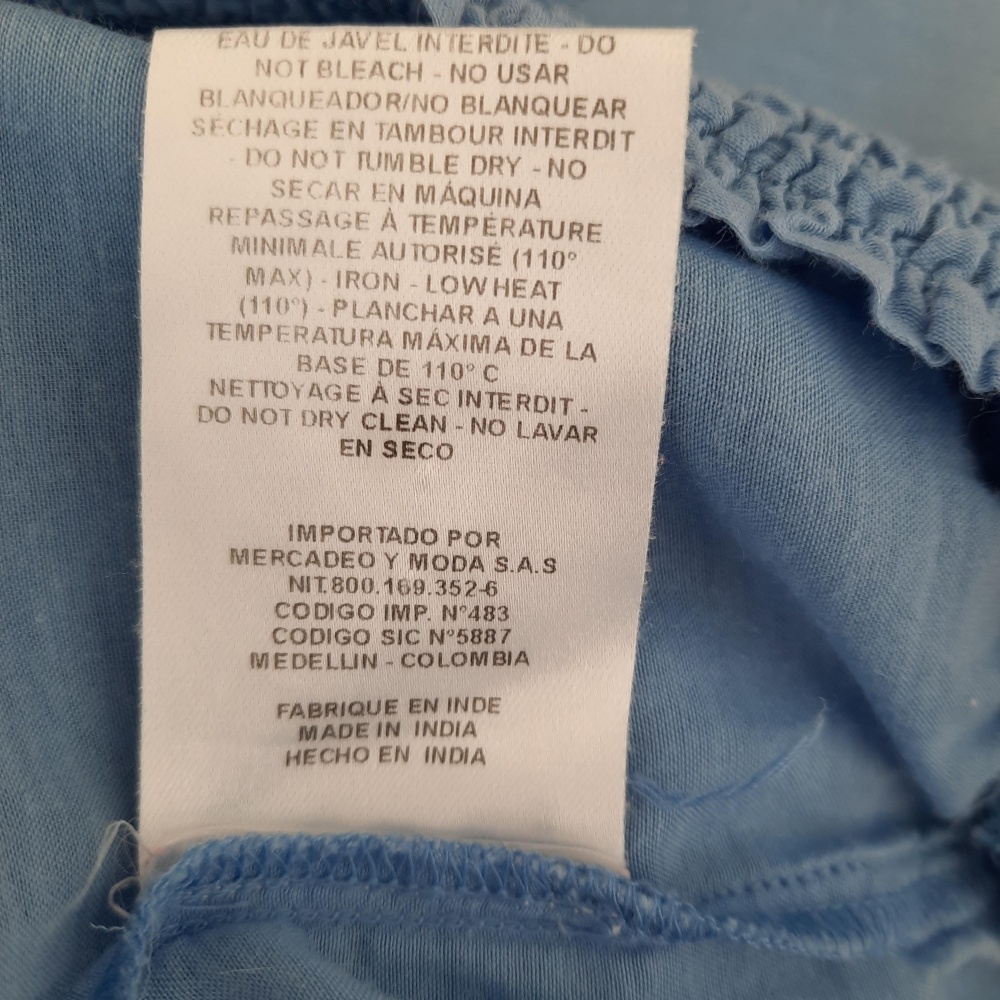 EAU DE JAVEL INTERDITE - DO
NOT BLEACH - NO USAR
BLANQUEADOR/NO BLANQUEAR
SÉCHAGE EN TAMBOUR INTERDIT
- DO NOT TUMBLE DRY - NO
SECAR EN MÁQUINA
REPASSAGE À TEMPÉRATURE
MINIMALE AUTORISÉ (110°
MAX) - IRON - LOW HEAT
(110°) - PLANCHAR A UNA
TEMPERATURA MÁXIMA DE LA
BASE DE 110° C
NETTOYAGE À SEC INTERDIT -
DO NOT DRY CLEAN - NO LAVAR
EN SECO
IMPORTADO POR
MERCADEO Y MODA S.A.S
NIT.800.169.352-6
CODIGO IMP. N°483
CODIGO SIC N°5887
MEDELLIN - COLOMBIA
FABRIQUE EN INDE
MADE IN INDIA
HECHO EN INDIA